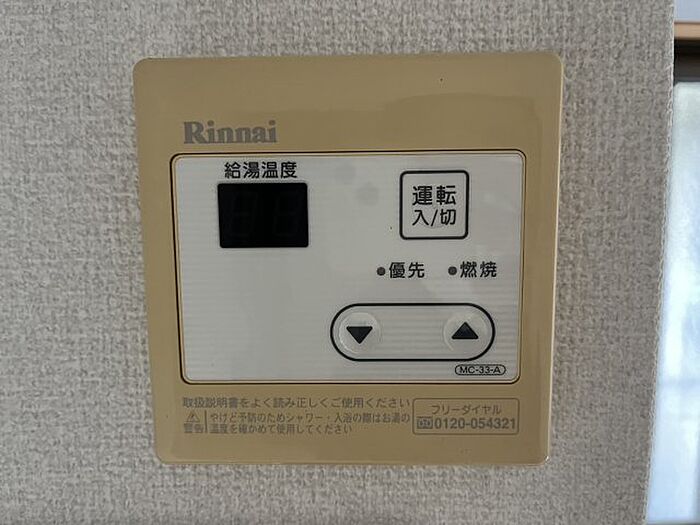 Rinnai
給湯温度
運転
入/切
優先 燃焼
▼ ▲
MC-33-A
取扱説明書をよく読み正しくご使用ください
警告 やけど予防のためシャワー・入浴の際はお湯の
温度を確かめて使用してください
フリーダイヤル
0120-054321